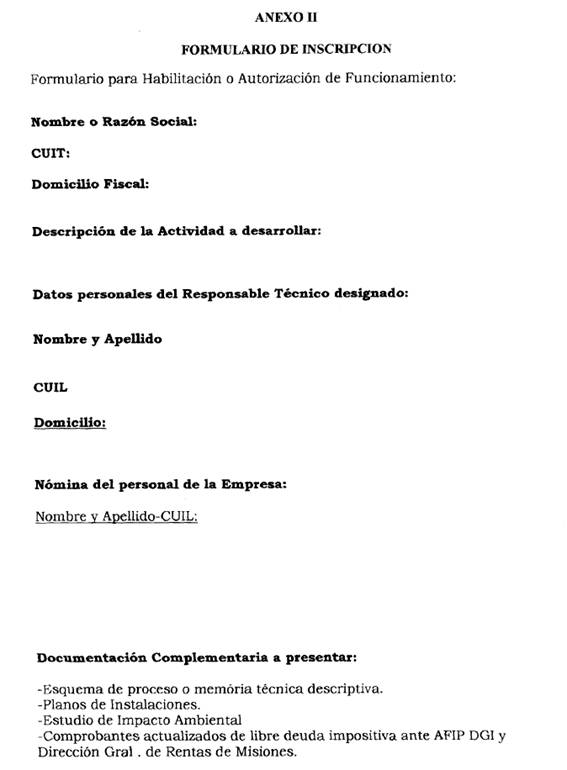 ANEXO II
FORMULARIO DE INSCRIPCION
Formulario para Habilitación o Autorización de Funcionamiento:
Nombre o Razón Social:
CUIT:
Domicilio Fiscal:
Descripción de la Actividad a desarrollar:
Datos personales del Responsable Técnico designado:
Nombre y Apellido
CUIL
Domicilio:
Nómina del personal de la Empresa:
Nombre y Apellido-CUIL:
Documentación Complementaria a presentar:
-Esquema de proceso o memória técnica descriptiva.
-Planos de Instalaciones.
-Estudio de Impacto Ambiental
-Comprobantes actualizados de libre deuda impositiva ante AFIP DGI y
Dirección Gral . de Rentas de Misiones.